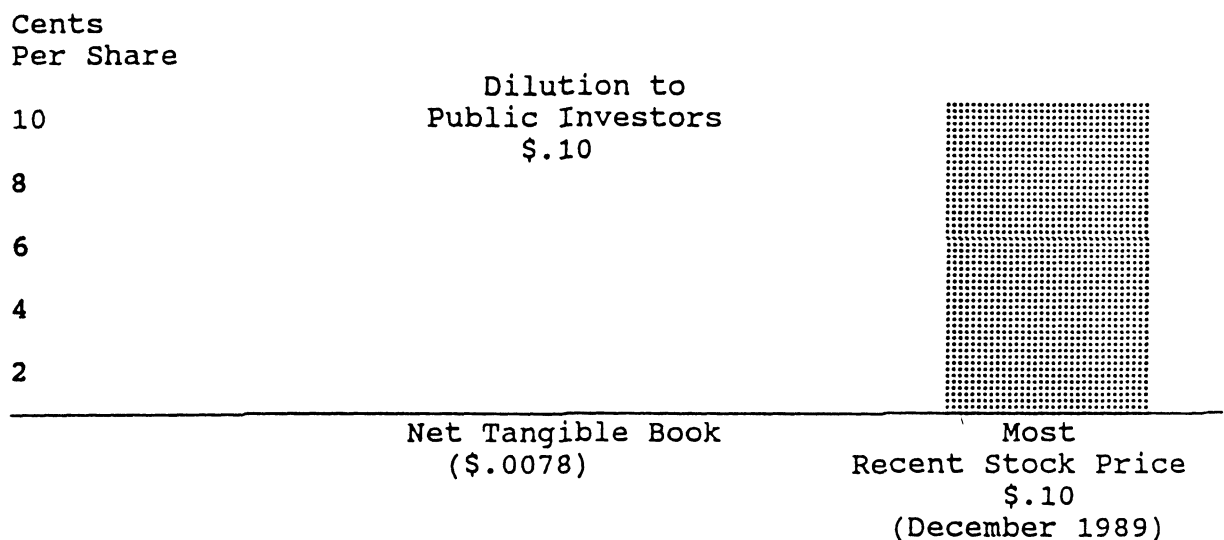 Cents
Per Share
Dilution to
10
Public Investors
$.10
8
6
4
2
Net Tangible Book
($.0078)
Most
Recent Stock Price
$.10
(December 1989)